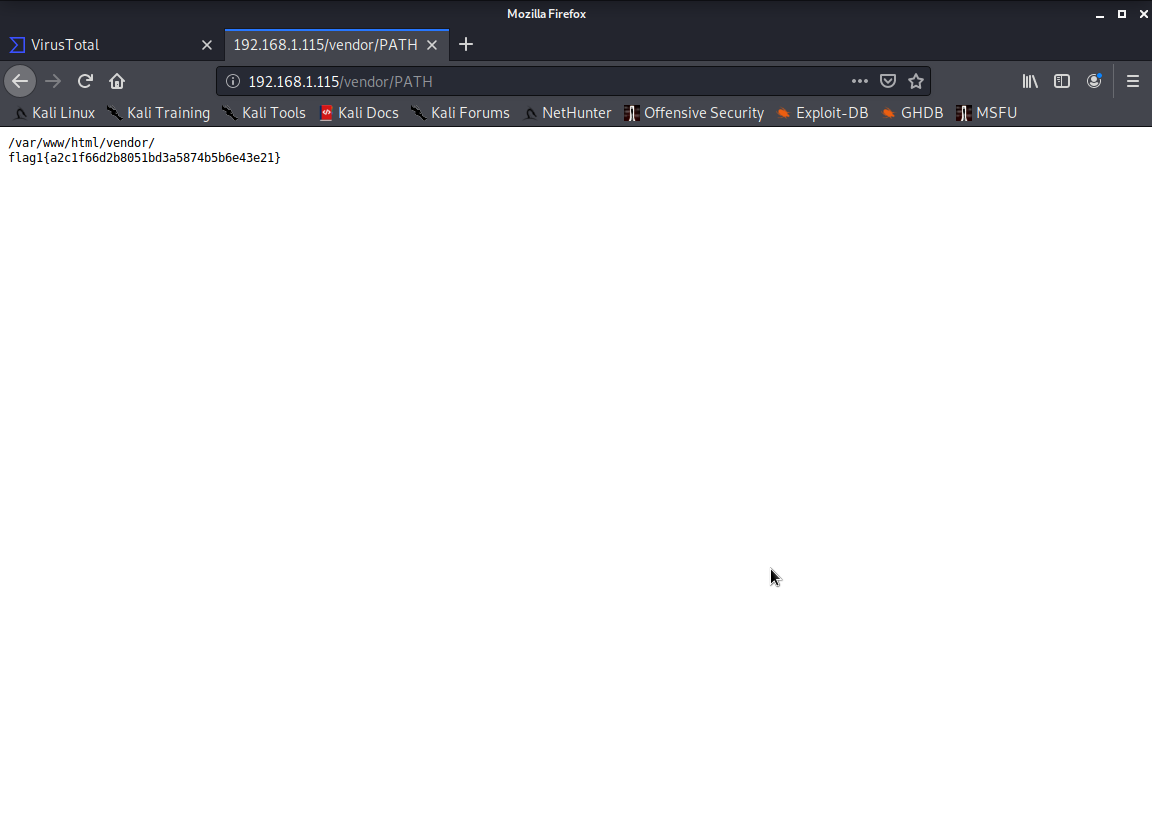 Mozilla Firefox
VirusTotal
192.168.1.115/vendor/PATH
192.168.1.115/vendor/PATH
Kali Linux Kali Training Kali Tools Kali Docs Kali Forums NetHunter Offensive Security Exploit-DB GHDB MSFU
/var/www/html/vendor/
flag1{a2c1f66d2b8051bd3a5874b5b6e43e21}